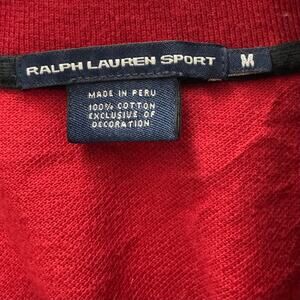 RALPH LAUREN SPORT M
MADE IN PERU
100% COTTON
EXCLUSIVE OF
DECORATION